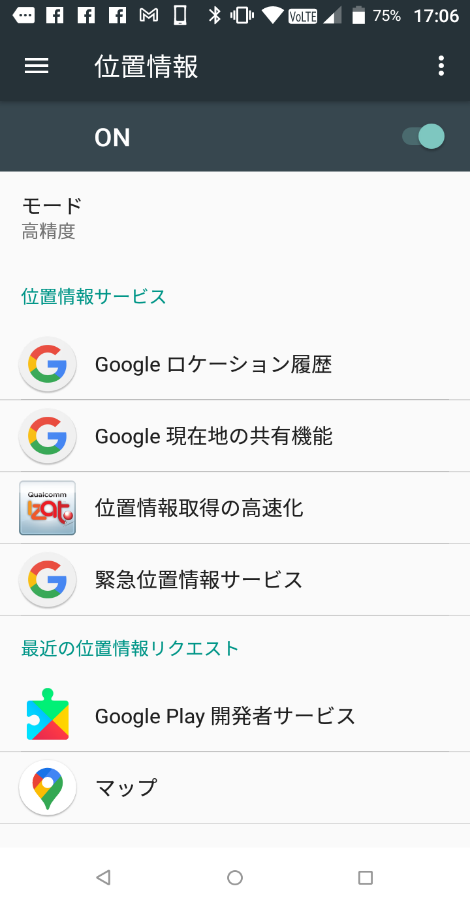 VoLTE 75% 17:06
位置情報
ON
モード
高精度
位置情報サービス
Google ロケーション履歴
Google 現在地の共有機能
Qualcomm
izat
位置情報取得の高速化
緊急位置情報サービス
最近の位置情報リクエスト
Google Play 開発者サービス
マップ